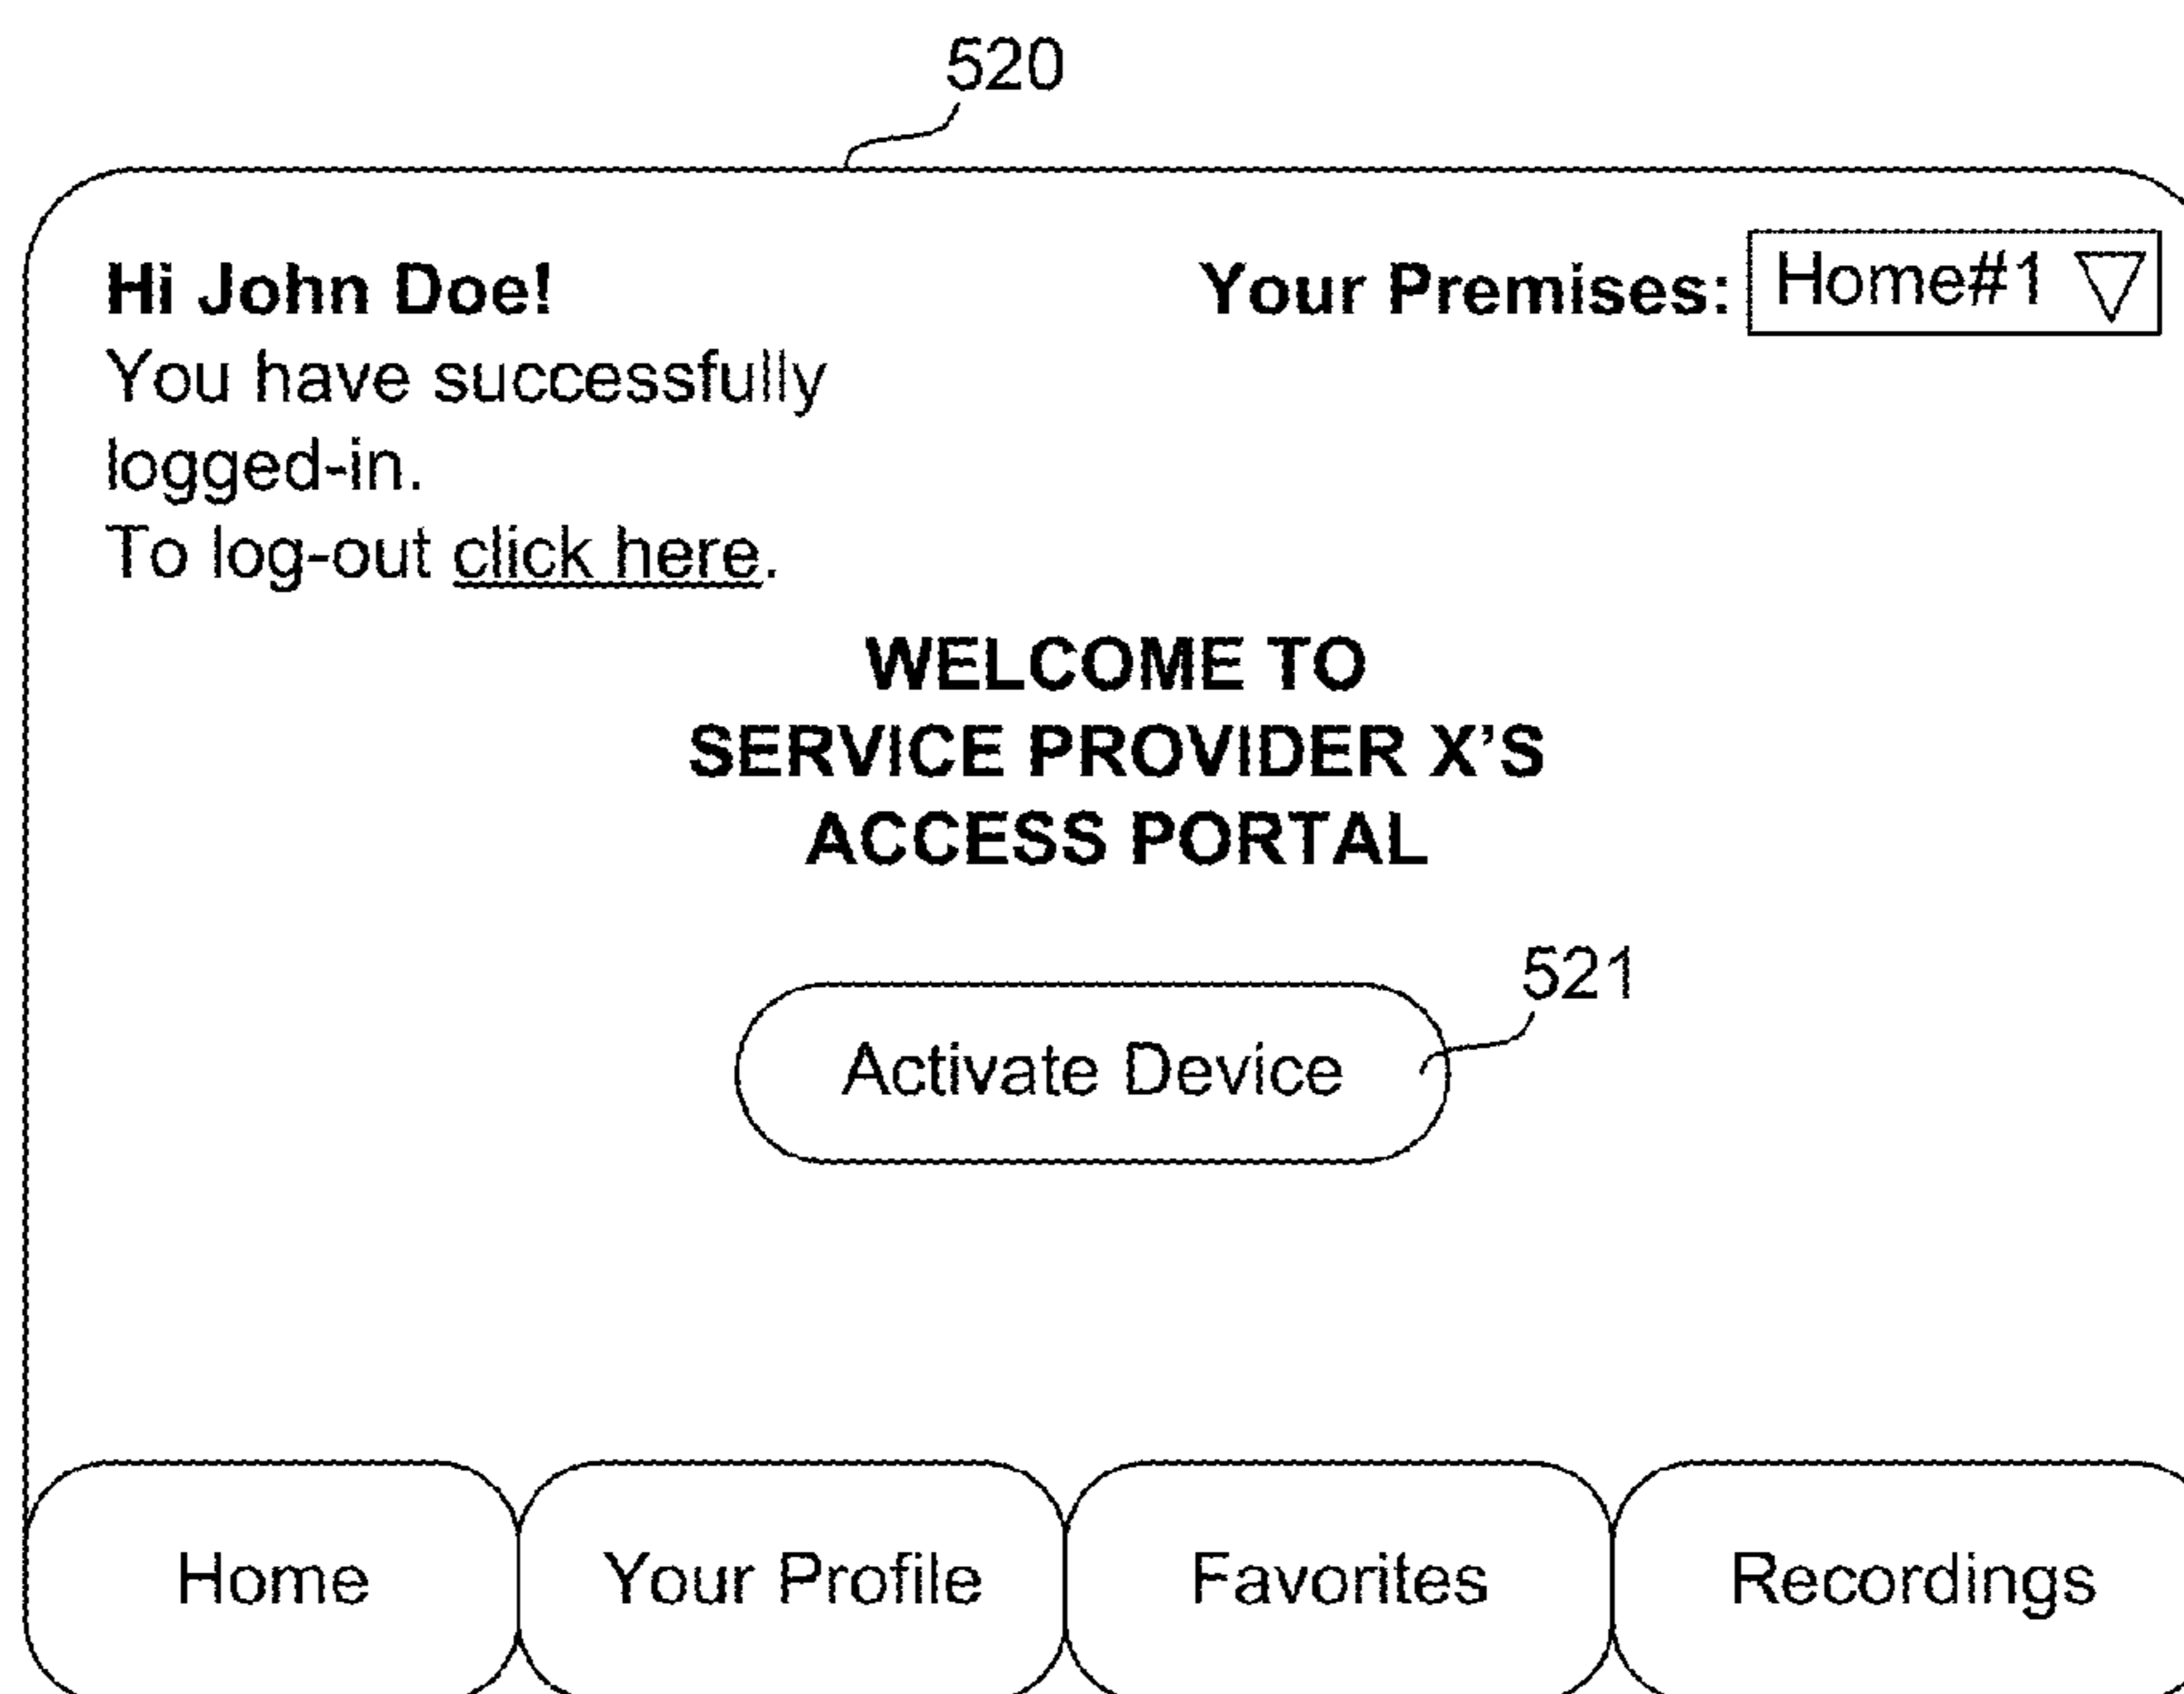 520
Hi John Doe!
Your Premises: Home#1
You have successfully
logged-in.
To log-out click here.
WELCOME TO
SERVICE PROVIDER X’S
ACCESS PORTAL
521
Activate Device
Home
Your Profile
Favorites
Recordings